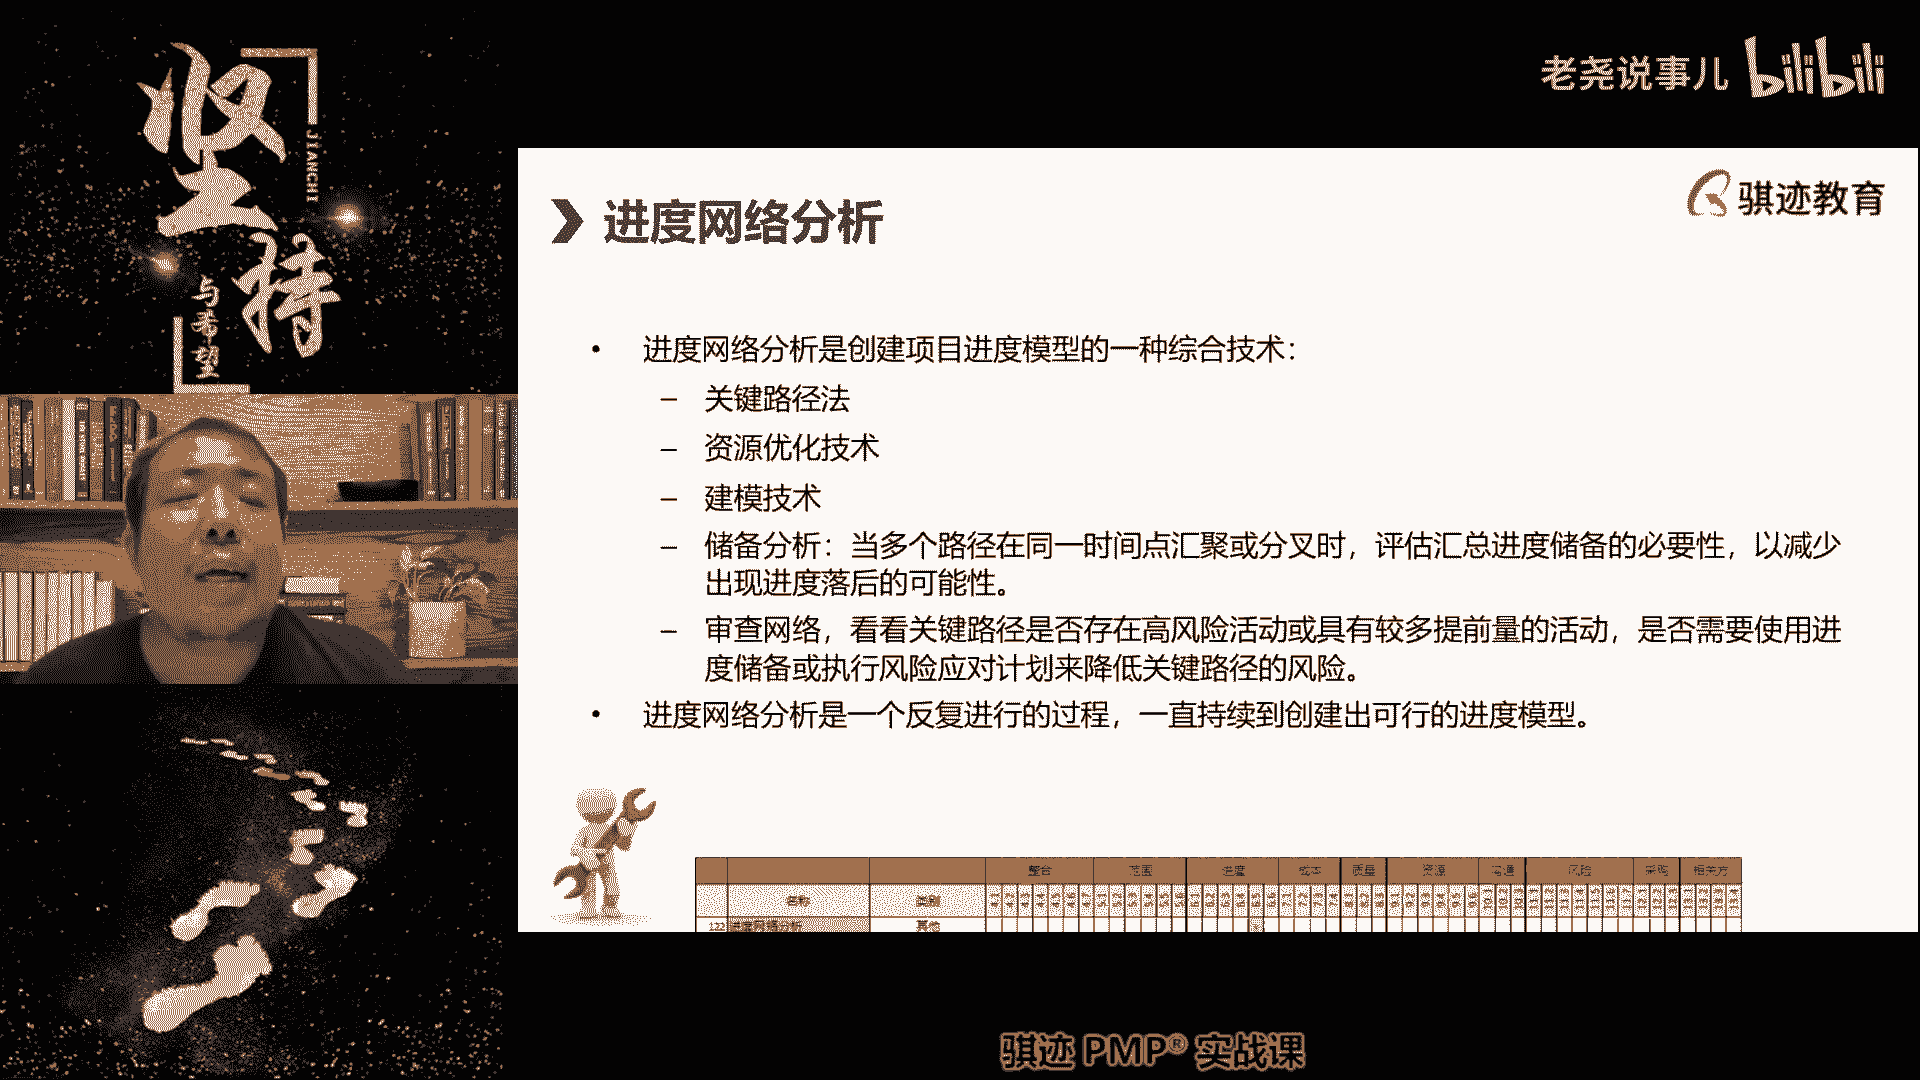 坚持
JIANCHI
与希望
老尧说事儿 bilibili
骐迹教育
进度网络分析
• 进度网络分析是创建项目进度模型的一种综合技术：
– 关键路径法
– 资源优化技术
– 建模技术
– 储备分析：当多个路径在同一时间点汇聚或分叉时，评估汇总进度储备的必要性，以减少
出现进度落后的可能性。
– 审查网络，看看关键路径是否存在高风险活动或具有较多提前量的活动，是否需要使用进
度储备或执行风险应对计划来降低关键路径的风险。
• 进度网络分析是一个反复进行的过程，一直持续到创建出可行的进度模型。
整合 范围 进度 成本 质量 资源 沟通 风险 采购 相关方
名称 类别
122 进度网络分析 其他
骐迹 PMP® 实战课